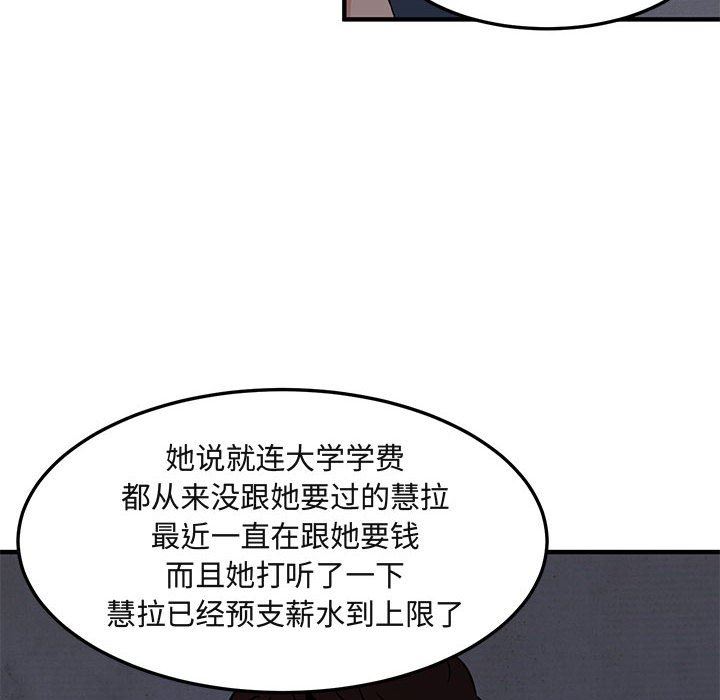 她说就连大学学费
都从来没跟她要过的慧拉
最近一直在跟她要钱
而且她打听了一下
慧拉已经预支薪水到上限了